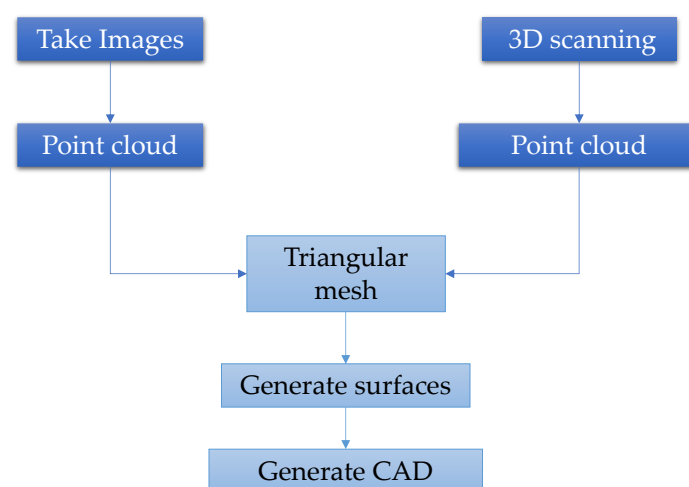 Take Images
3D scanning
Point cloud
Point cloud
Triangular
mesh
Generate surfaces
Generate CAD